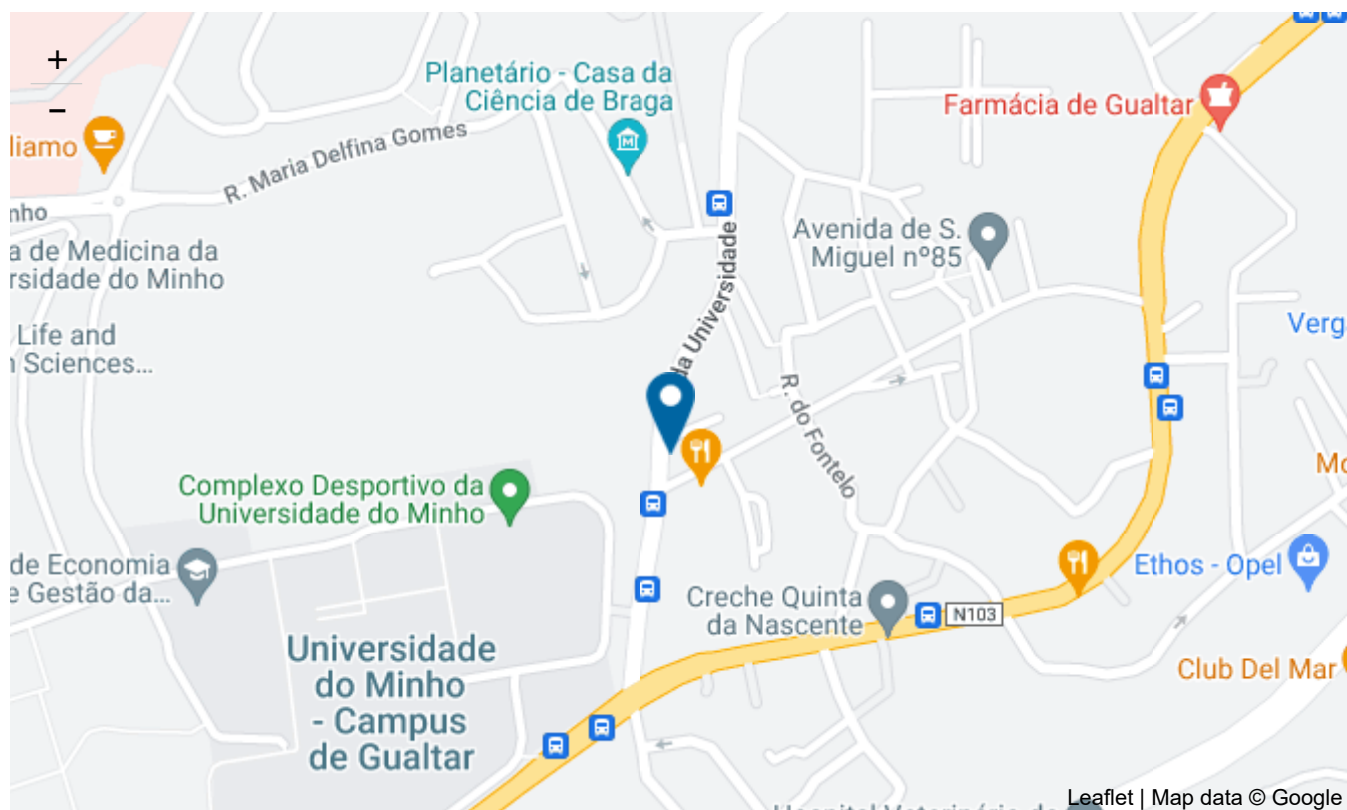 +
−
Planetário - Casa da
Ciência de Braga
Farmácia de Gualtar
liamo
R. Maria Delfina Gomes
nho
a de Medicina da
rsidade do Minho
Avenida de S.
Miguel nº85
da Universidade
Life and
n Sciences...
Verg
R. do Fontelo
Mo
Complexo Desportivo da
Universidade do Minho
de Economia
e Gestão da...
Ethos - Opel
Creche Quinta
da Nascente
N103
Universidade
do Minho
- Campus
de Gualtar
Club Del Mar
Hospital Veterinário do
Leaflet | Map data © Google